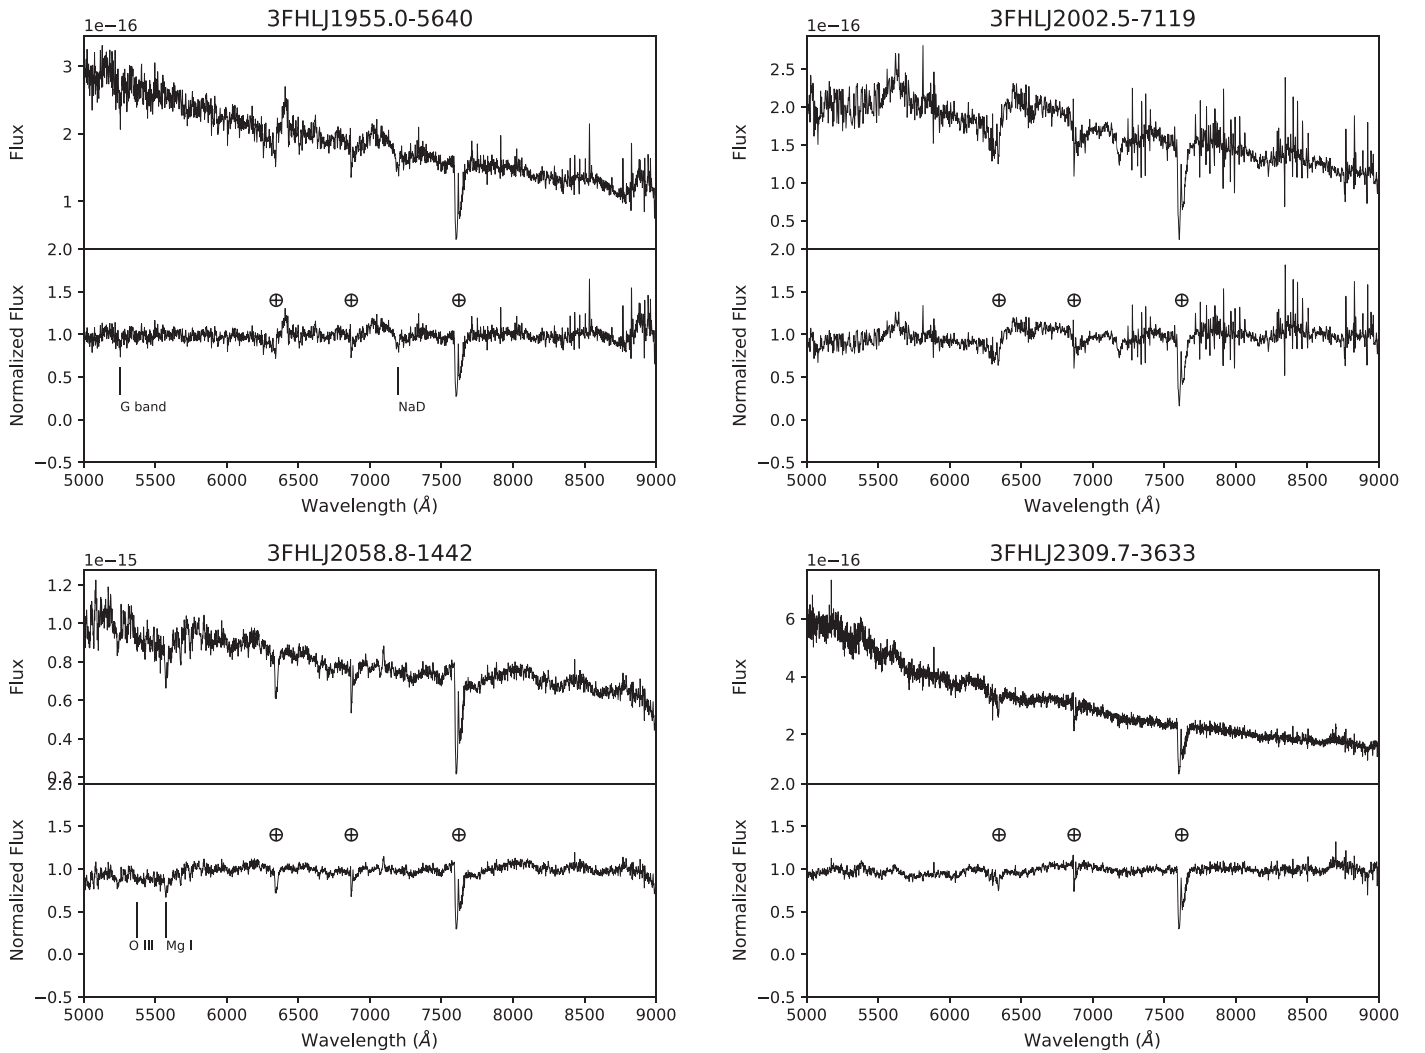 3FHLJ1955.0-5640
1e−16
3
2
1
Flux
2.0
1.5
1.0
0.5
0.0
−0.5
Normalized Flux
⊕ ⊕ ⊕
G band NaD
5000 5500 6000 6500 7000 7500 8000 8500 9000
Wavelength (Å)
3FHLJ2002.5-7119
1e−16
2.5
2.0
1.5
1.0
0.5
Flux
2.0
1.5
1.0
0.5
0.0
−0.5
Normalized Flux
⊕ ⊕ ⊕
5000 5500 6000 6500 7000 7500 8000 8500 9000
Wavelength (Å)
3FHLJ2058.8-1442
1e−15
1.2
1.0
0.8
0.6
0.4
0.2
Flux
2.0
1.5
1.0
0.5
0.0
−0.5
Normalized Flux
⊕ ⊕ ⊕
O III Mg I
5000 5500 6000 6500 7000 7500 8000 8500 9000
Wavelength (Å)
3FHLJ2309.7-3633
1e−16
6
4
2
Flux
2.0
1.5
1.0
0.5
0.0
−0.5
Normalized Flux
⊕ ⊕ ⊕
5000 5500 6000 6500 7000 7500 8000 8500 9000
Wavelength (Å)